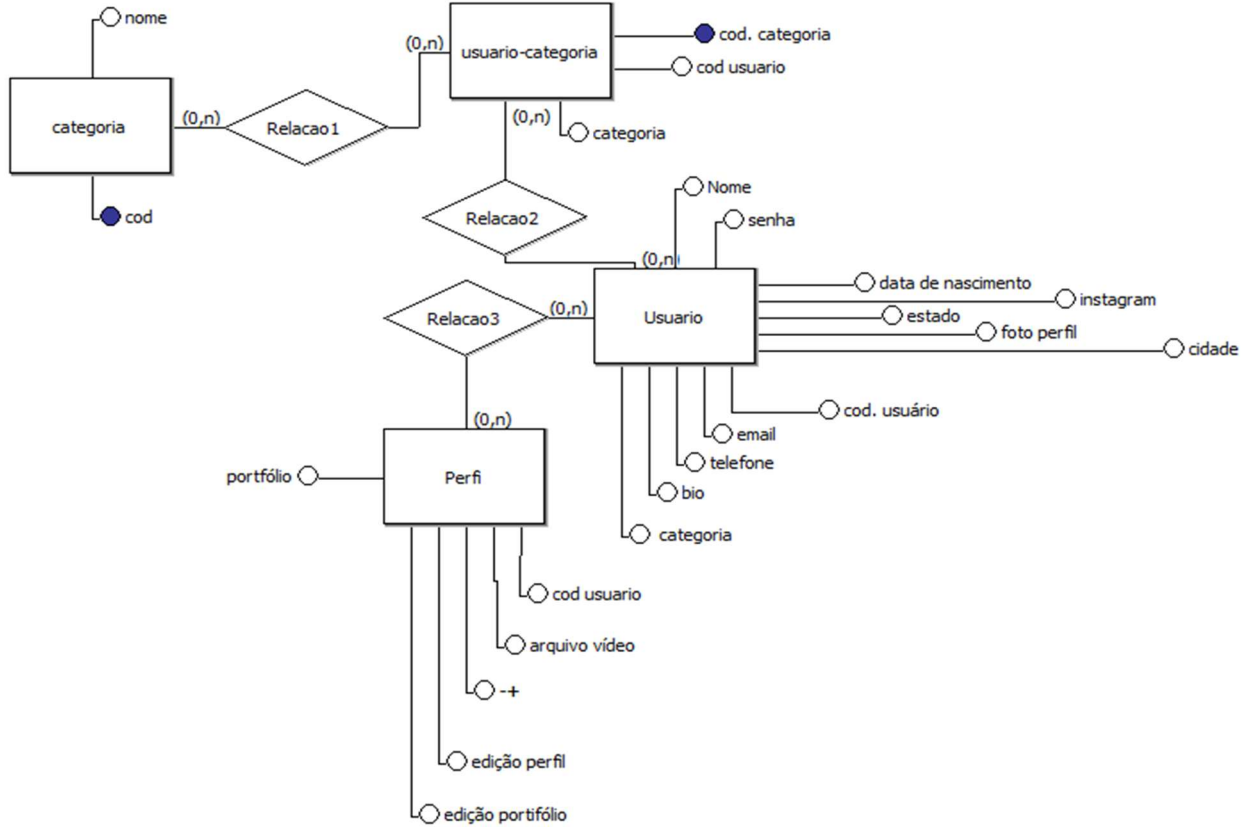 nome
(0,n)
usuario-categoria
cod. categoria
cod usuario
categoria
(0,n)
Relacao1
(0,n)
categoria
cod
Relacao2
Nome
senha
(0,n)
data de nascimento
instagram
estado
foto perfil
cidade
Relacao3
(0,n)
Usuario
cod. usuário
email
telefone
bio
categoria
(0,n)
portfólio
Perfi
cod usuario
arquivo vídeo
-+
edição perfil
edição portifólio